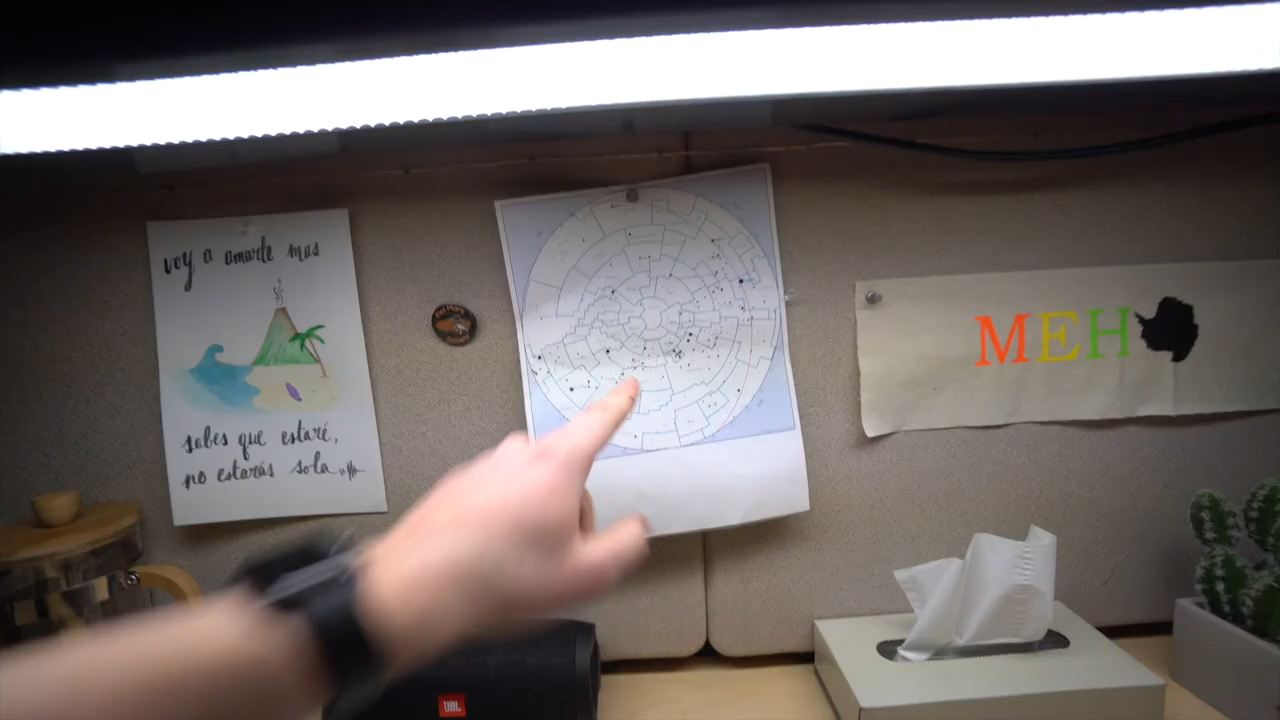 voy a amarte mas
sabes que estaré,
no estarás sola
MEH
JBL